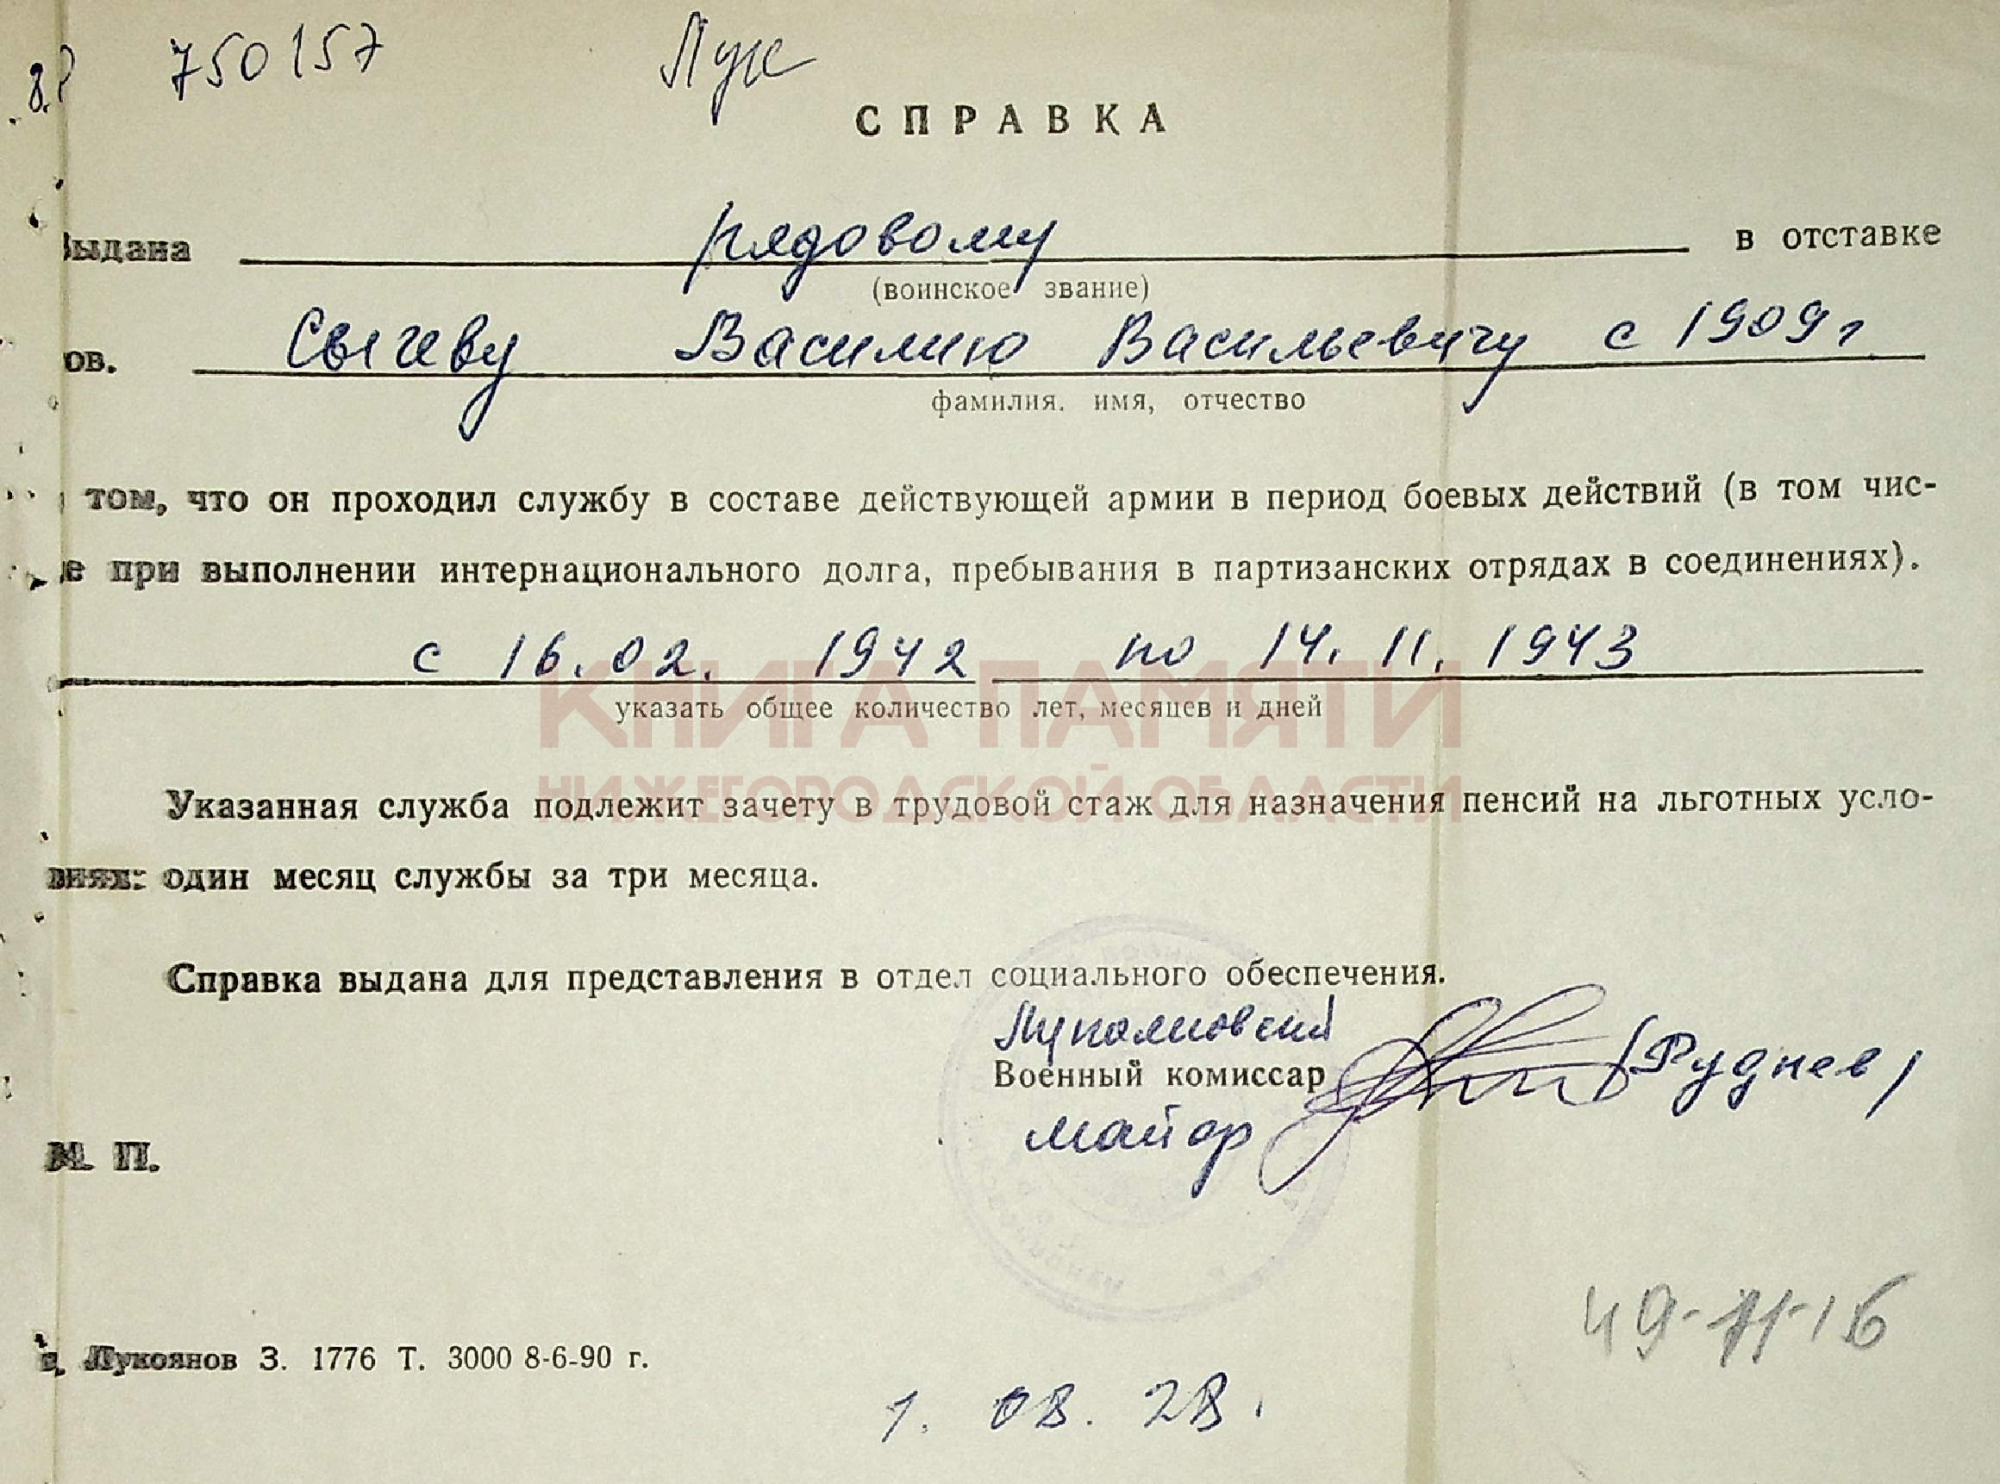 750157 Лук
СПРАВКА
Выдана рядовому в отставке
(воинское звание)
ов. Сычеву Василию Васильевичу с 1909 г
фамилия. имя, отчество
том, что он проходил службу в составе действующей армии в период боевых действий (в том чис-
е при выполнении интернационального долга, пребывания в партизанских отрядах в соединениях).
с 16.02. 1942 по 14.11.1943
КНИГА ПАМЯТИ
указать общее количество лет, месяцев и дней
НИЖЕГОРОДСКОЙ ОБЛАСТИ
Указанная служба подлежит зачету в трудовой стаж для назначения пенсий на льготных усло-
виях: один месяц службы за три месяца.
Справка выдана для представления в отдел социального обеспечения.
Лукояновский
Военный комиссар (Руднев)
майор
М. П.
49-11-16
г. Лукоянов З. 1776 Т. 3000 8-6-90 г.
1. 08. 28.